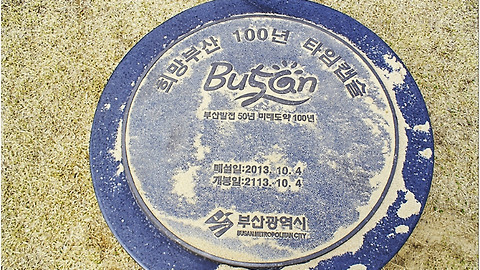 희망부산 100년 타임캡슐
Busan
부산발전 50년 미래도약 100년
매설일:2013. 10. 4
개봉일:2113. 10. 4
부산광역시
BUSAN METROPOLITAN CITY